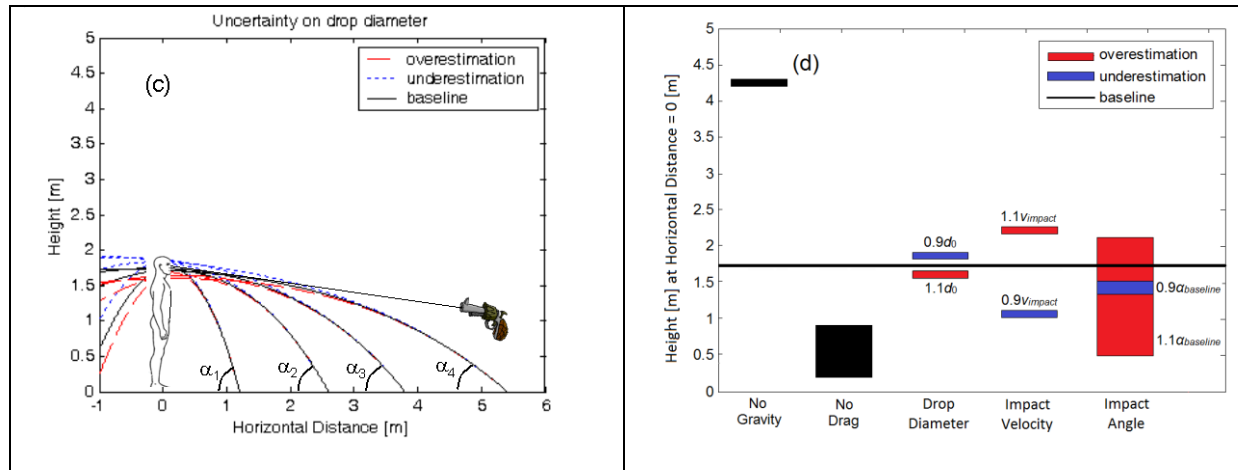 Uncertainty on drop diameter
5
4.5
4
3.5
3
2.5
2
1.5
1
0.5
0
Height [m]
(c)
overestimation
underestimation
baseline
α1
α2
α3
α4
-1 0 1 2 3 4 5 6
Horizontal Distance [m]
5
4.5
4
3.5
3
2.5
2
1.5
1
0.5
0
Height [m] at Horizontal Distance = 0 [m]
(d)
overestimation
underestimation
baseline
1.1vimpact
0.9d0
1.1d0
0.9vimpact
0.9αbaseline
1.1αbaseline
No
Gravity
No
Drag
Drop
Diameter
Impact
Velocity
Impact
Angle